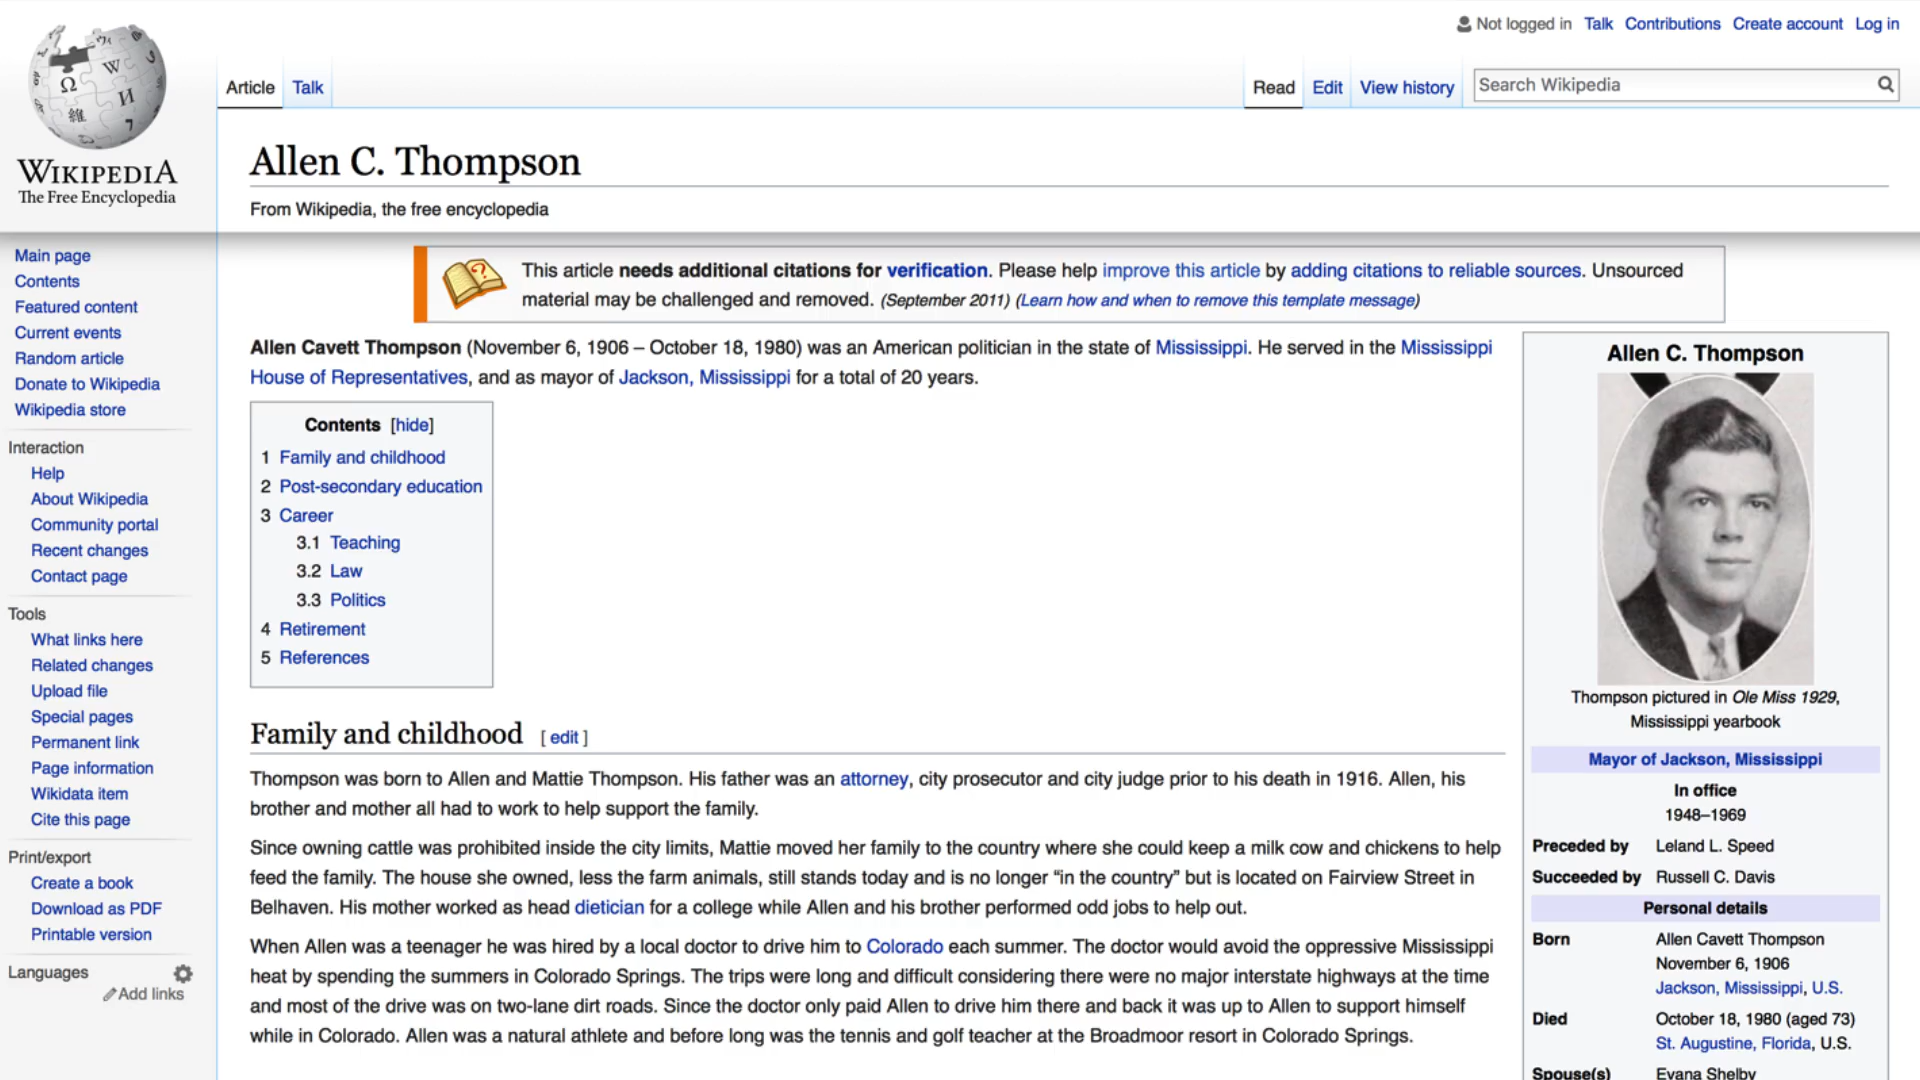 Not logged in Talk Contributions Create account Log in
Article Talk
Read Edit View history Search Wikipedia
WIKIPEDIA
The Free Encyclopedia
Allen C. Thompson
From Wikipedia, the free encyclopedia
Main page
Contents
Featured content
Current events
Random article
Donate to Wikipedia
Wikipedia store
Interaction
Help
About Wikipedia
Community portal
Recent changes
Contact page
Tools
What links here
Related changes
Upload file
Special pages
Permanent link
Page information
Wikidata item
Cite this page
Print/export
Create a book
Download as PDF
Printable version
Languages
Add links
This article needs additional citations for verification. Please help improve this article by adding citations to reliable sources. Unsourced
material may be challenged and removed. (September 2011) (Learn how and when to remove this template message)
Allen Cavett Thompson (November 6, 1906 – October 18, 1980) was an American politician in the state of Mississippi. He served in the Mississippi
House of Representatives, and as mayor of Jackson, Mississippi for a total of 20 years.
Contents [hide]
1 Family and childhood
2 Post-secondary education
3 Career
3.1 Teaching
3.2 Law
3.3 Politics
4 Retirement
5 References
Family and childhood [ edit ]
Thompson was born to Allen and Mattie Thompson. His father was an attorney, city prosecutor and city judge prior to his death in 1916. Allen, his
brother and mother all had to work to help support the family.
Since owning cattle was prohibited inside the city limits, Mattie moved her family to the country where she could keep a milk cow and chickens to help
feed the family. The house she owned, less the farm animals, still stands today and is no longer “in the country” but is located on Fairview Street in
Belhaven. His mother worked as head dietician for a college while Allen and his brother performed odd jobs to help out.
When Allen was a teenager he was hired by a local doctor to drive him to Colorado each summer. The doctor would avoid the oppressive Mississippi
heat by spending the summers in Colorado Springs. The trips were long and difficult considering there were no major interstate highways at the time
and most of the drive was on two-lane dirt roads. Since the doctor only paid Allen to drive him there and back it was up to Allen to support himself
while in Colorado. Allen was a natural athlete and before long was the tennis and golf teacher at the Broadmoor resort in Colorado Springs.
Allen C. Thompson
Thompson pictured in Ole Miss 1929,
Mississippi yearbook
Mayor of Jackson, Mississippi
In office
1948–1969
Preceded by Leland L. Speed
Succeeded by Russell C. Davis
Personal details
Born Allen Cavett Thompson
November 6, 1906
Jackson, Mississippi, U.S.
Died October 18, 1980 (aged 73)
St. Augustine, Florida, U.S.
Spouse(s) Evana Shelby